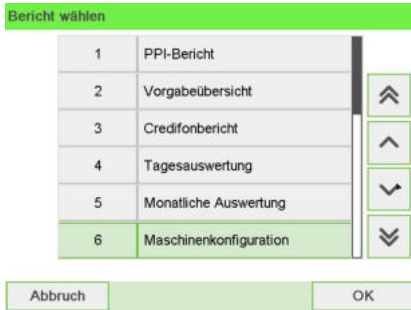 Bericht wählen
1 PPI-Bericht
2 Vorgabeübersicht
3 Credifonbericht
4 Tagesauswertung
5 Monatliche Auswertung
6 Maschinenkonfiguration
Abbruch OK